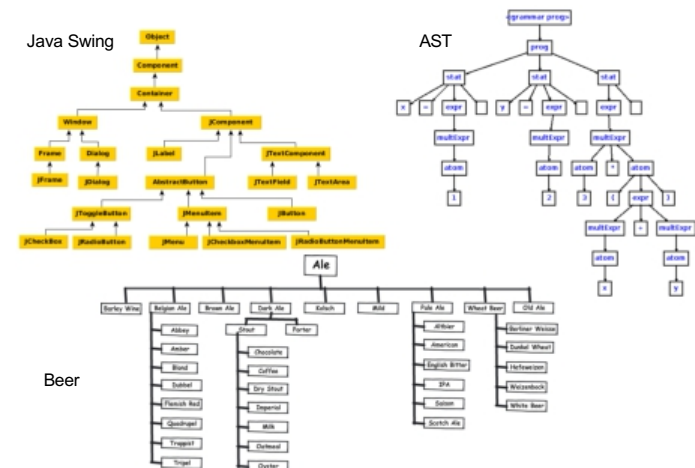 Java Swing
Object
Component
Container
Window
JComponent
Frame
Dialog
JLabel
JTextComponent
JFrame
JDialog
AbstractButton
JTextField
JTextArea
JToggleButton
JMenuItem
JButton
JCheckBox
JRadioButton
JMenu
JCheckboxMenuItem
JRadioButtonMenuItem
AST
<grammar prog>
prog
stat
stat
stat
x
=
expr
y
=
expr
expr
multExpr
multExpr
multExpr
atom
atom
atom
*
atom
1
2
3
(
expr
)
multExpr
+
multExpr
atom
atom
x
y
Beer
Ale
Barley Wine
Belgian Ale
Brown Ale
Dark Ale
Kolsch
Mild
Pale Ale
Wheat Beer
Old Ale
Abbey
Amber
Blond
Dubbel
Flemish Red
Quadrupel
Trappist
Tripel
Stout
Porter
Chocolate
Coffee
Dry Stout
Imperial
Milk
Oatmeal
Oyster
Altbier
American
English Bitter
IPA
Saison
Scotch Ale
Berliner Weisse
Dunkel Wheat
Hefeweizen
Weizenbock
White Beer